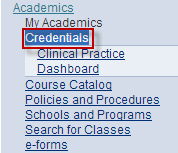 Academics
My Academics
Credentials
Clinical Practice
Dashboard
Course Catalog
Policies and Procedures
Schools and Programs
Search for Classes
e-forms